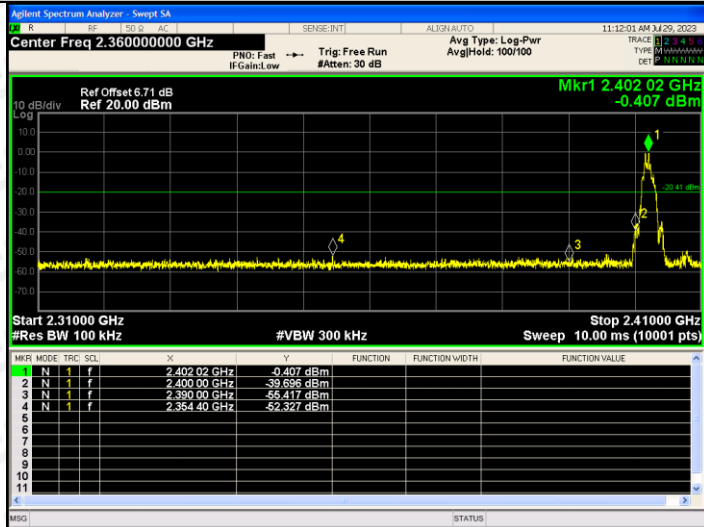 Agilent Spectrum Analyzer - Swept SA
R RF 50 Ω AC SENSE:INT ALIGN AUTO 11:12:01 AM Jul 29, 2023
Center Freq 2.360000000 GHz
PNO: Fast
IFGain:Low
Trig: Free Run
#Atten: 30 dB
Avg Type: Log-Pwr
Avg|Hold: 100/100
TRACE 1 2 3 4 5 6
TYPE M
DET P N N N N N
Ref Offset 6.71 dB
Ref 20.00 dBm
Mkr1 2.402 02 GHz
-0.407 dBm
10 dB/div
Log
10.0
0.00
-10.0
-20.0
-30.0
-40.0
-50.0
-60.0
-70.0
1
-20.41 dBm
2
3
4
Start 2.31000 GHz
#Res BW 100 kHz
#VBW 300 kHz
Stop 2.41000 GHz
Sweep 10.00 ms (10001 pts)
MKR MODE TRC SCL X Y FUNCTION FUNCTION WIDTH FUNCTION VALUE
1 N 1 f 2.402 02 GHz -0.407 dBm
2 N 1 f 2.400 00 GHz -39.696 dBm
3 N 1 f 2.390 00 GHz -55.417 dBm
4 N 1 f 2.354 40 GHz -52.327 dBm
5
6
7
8
9
10
11
MSG STATUS